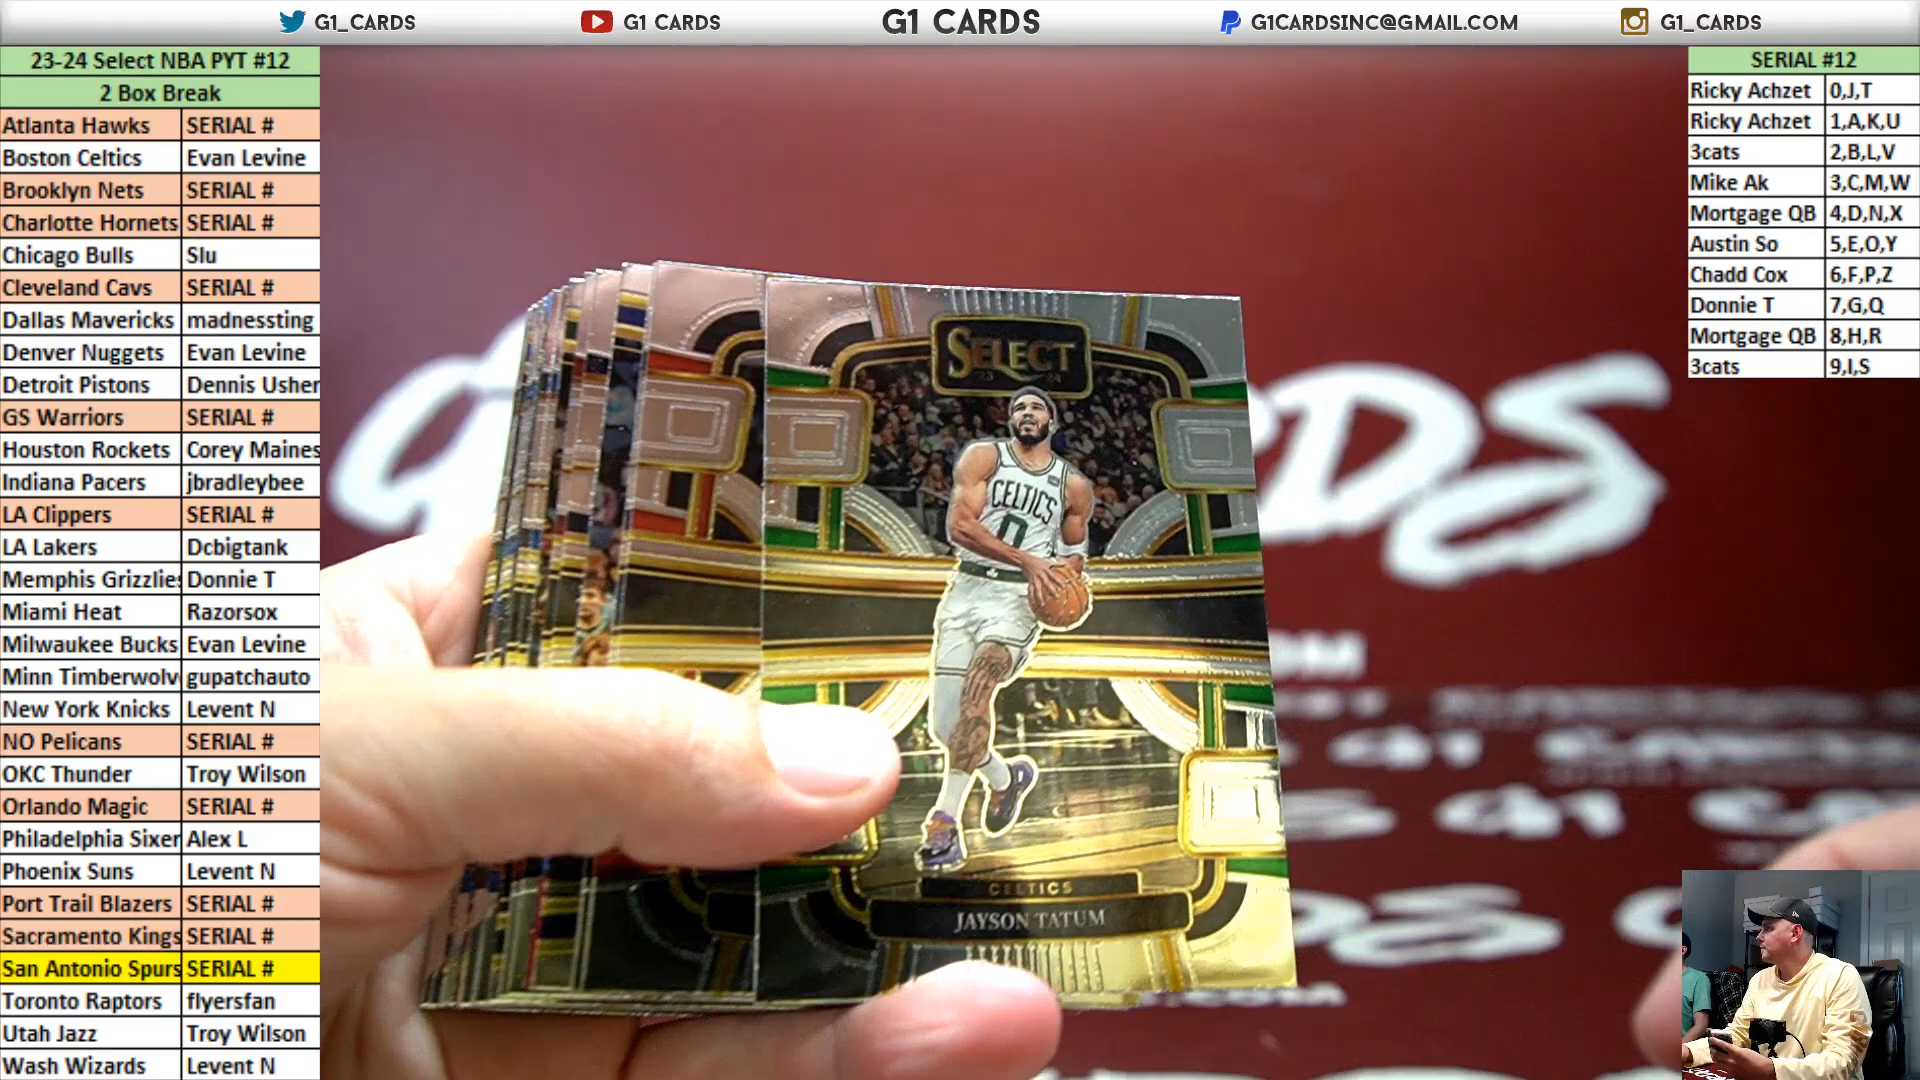 G1_CARDS G1 CARDS G1 CARDS G1CARDSINC@GMAIL.COM G1_CARDS
23-24 Select NBA PYT #12
2 Box Break
Atlanta Hawks SERIAL #
Boston Celtics Evan Levine
Brooklyn Nets SERIAL #
Charlotte Hornets SERIAL #
Chicago Bulls Slu
Cleveland Cavs SERIAL #
Dallas Mavericks madnessting
Denver Nuggets Evan Levine
Detroit Pistons Dennis Usher
GS Warriors SERIAL #
Houston Rockets Corey Maines
Indiana Pacers jbradleybee
LA Clippers SERIAL #
LA Lakers Dcbigtank
Memphis Grizzlies Donnie T
Miami Heat Razorsox
Milwaukee Bucks Evan Levine
Minn Timberwolv gupatchauto
New York Knicks Levent N
NO Pelicans SERIAL #
OKC Thunder Troy Wilson
Orlando Magic SERIAL #
Philadelphia Sixer Alex L
Phoenix Suns Levent N
Port Trail Blazers SERIAL #
Sacramento Kings SERIAL #
San Antonio Spurs SERIAL #
Toronto Raptors flyersfan
Utah Jazz Troy Wilson
Wash Wizards Levent N
SELECT
23 24
CELTICS
0
CELTICS
JAYSON TATUM
SERIAL #12
Ricky Achzet 0,J,T
Ricky Achzet 1,A,K,U
3cats 2,B,L,V
Mike Ak 3,C,M,W
Mortgage QB 4,D,N,X
Austin So 5,E,O,Y
Chadd Cox 6,F,P,Z
Donnie T 7,G,Q
Mortgage QB 8,H,R
3cats 9,I,S